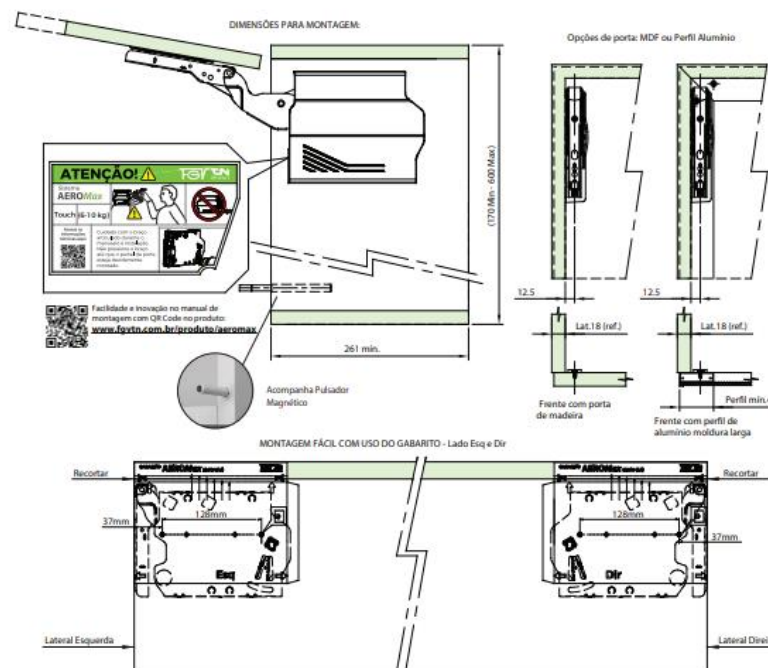 DIMENSÕES PARA MONTAGEM:
Opções de porta: MDF ou Perfil Alumínio
(170 Min - 600 Max)
ATENÇÃO!
FGVTN
Sistema
AEROMax
Touch (6-10 kg)
12.5
12.5
Lat.18 (ref.)
Lat.18 (ref.)
Facilidade e inovação no manual de
montagem com QR Code no produto:
www.fgvtn.com.br/produto/aeromax
261 min.
Acompanha Pulsador
Magnético
Frente com porta
de madeira
Perfil min.
Frente com perfil de
alumínio moldura larga
MONTAGEM FÁCIL COM USO DO GABARITO - Lado Esq e Dir
Recortar
AEROMax
AEROMax
Recortar
128mm
128mm
37mm
37mm
Esq
Dir
Lateral Esquerda
Lateral Direi